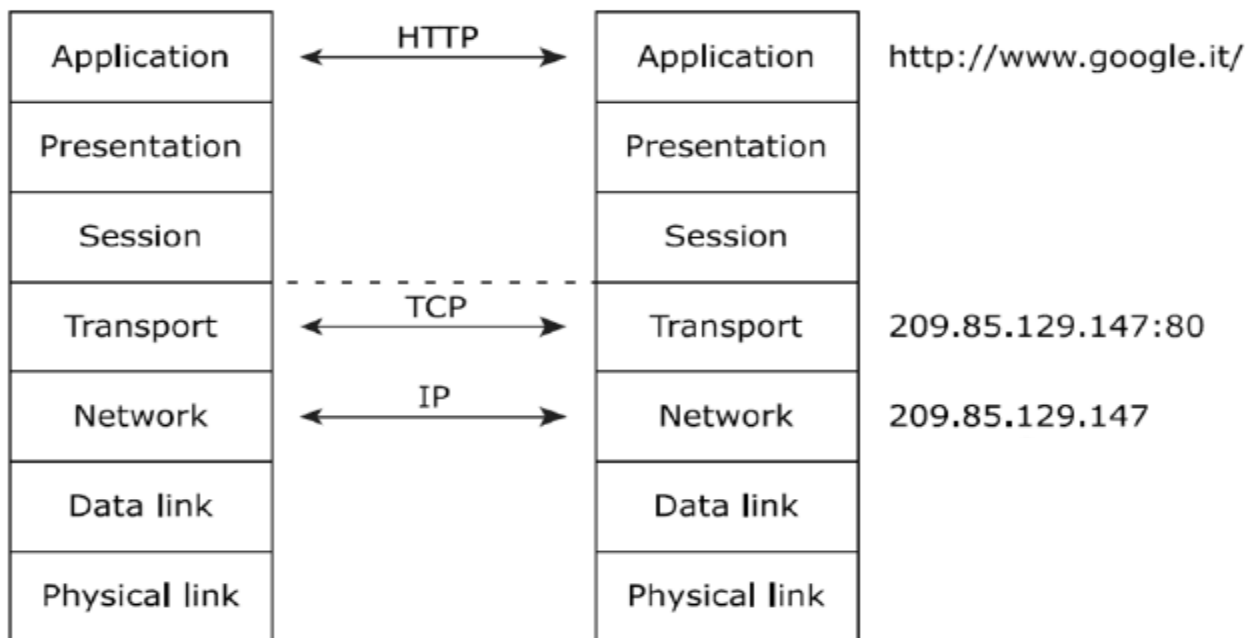 Application HTTP Application http://www.google.it/
Presentation Presentation
Session Session
Transport TCP Transport 209.85.129.147:80
Network IP Network 209.85.129.147
Data link Data link
Physical link Physical link